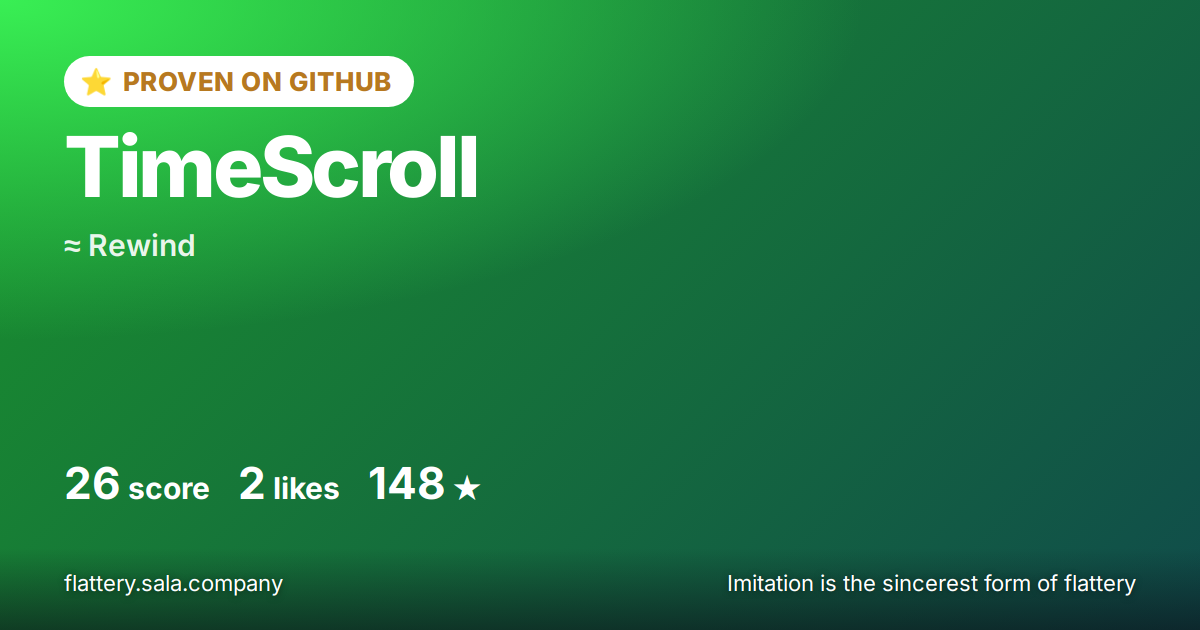 ⭐ PROVEN ON GITHUB
TimeScroll
≈ Rewind
26 score 2 likes 148 ★
flattery.sala.company
Imitation is the sincerest form of flattery